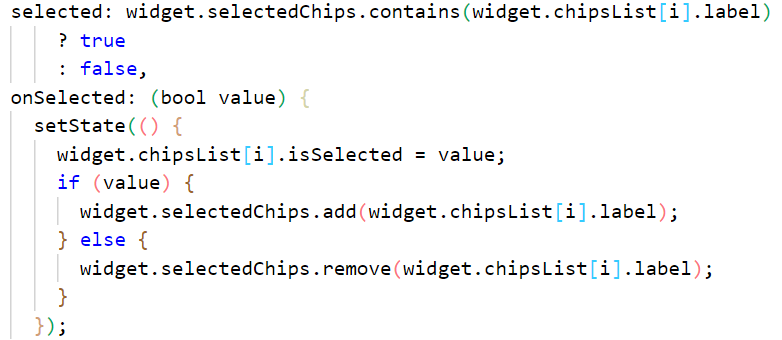 selected: widget.selectedChips.contains(widget.chipsList[i].label)
? true
: false,
onSelected: (bool value) {
setState(() {
widget.chipsList[i].isSelected = value;
if (value) {
widget.selectedChips.add(widget.chipsList[i].label);
} else {
widget.selectedChips.remove(widget.chipsList[i].label);
}
});